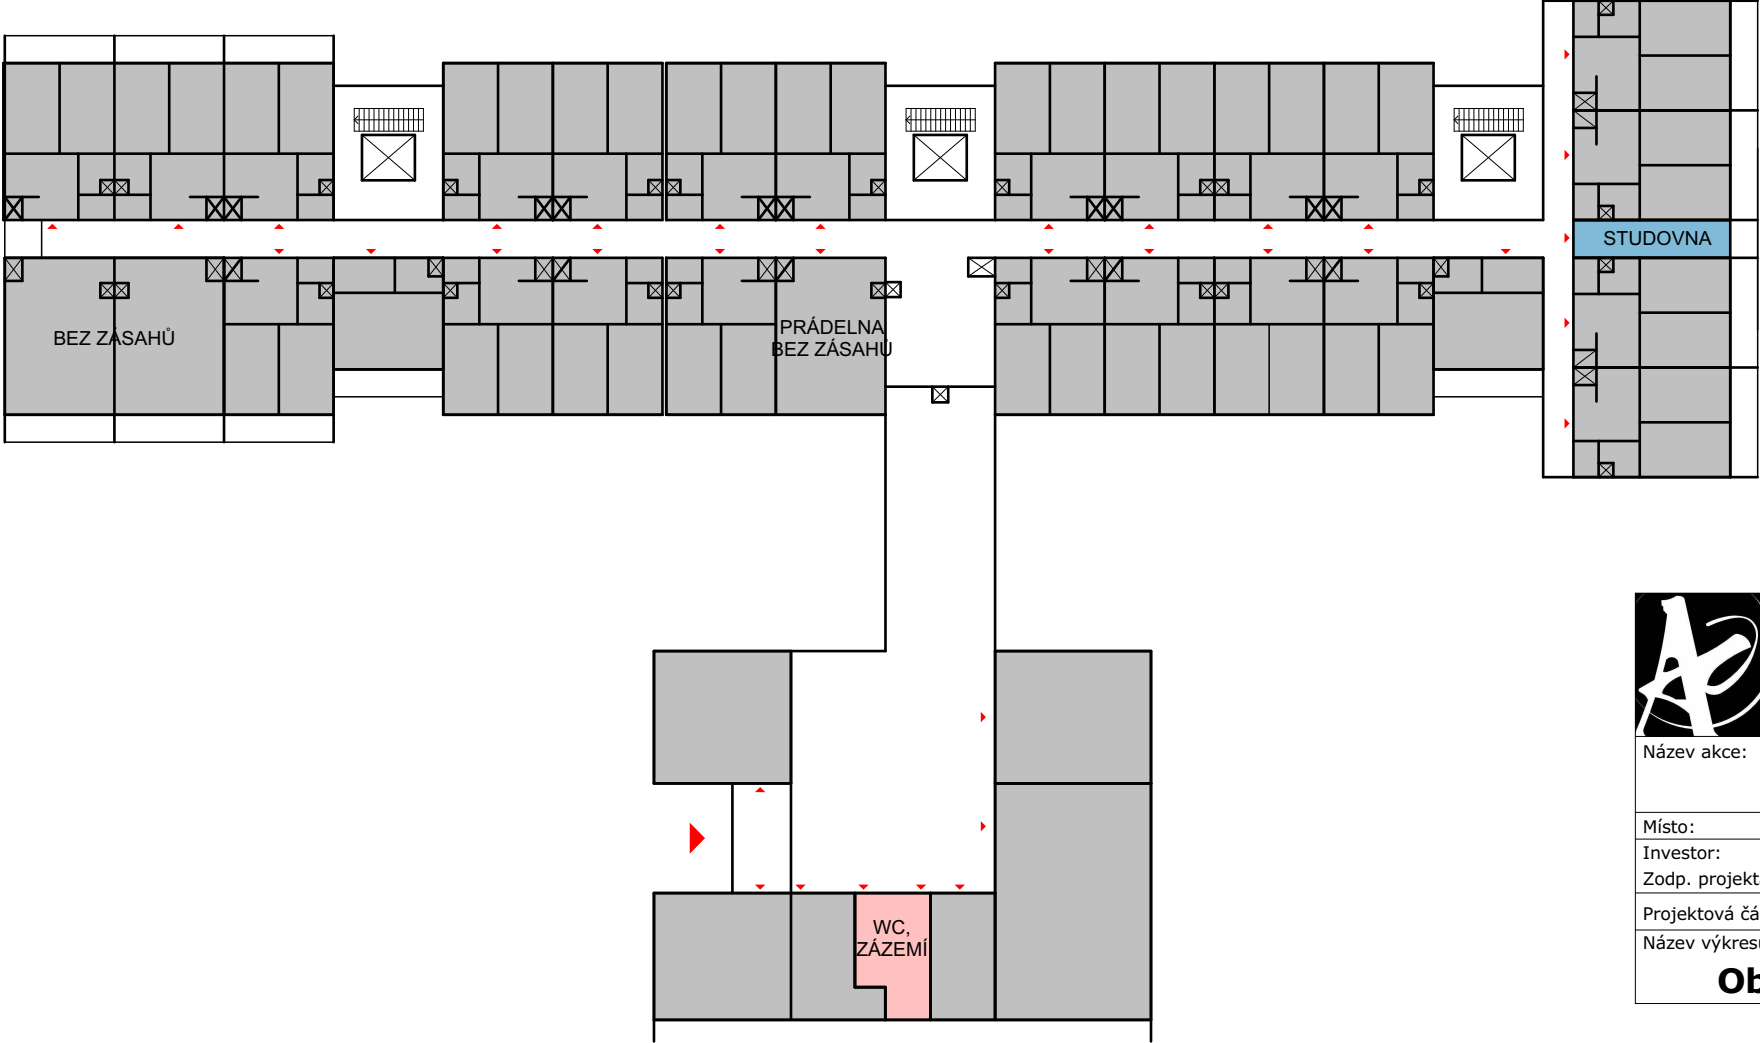 STUDOVNA
BEZ ZÁSAHŮ
PRÁDELNA
BEZ ZÁSAHŮ
WC,
ZÁZEMÍ
Název akce:
Místo:
Investor:
Zodp. projekt
Projektová čá
Název výkresu
Ob